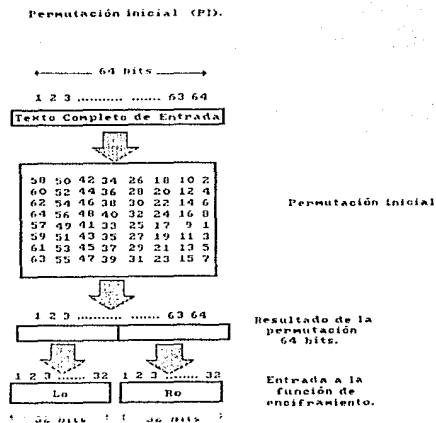 Permutación inicial (PI).
64 bits
1 2 3 ........... ....... 63 64
Texto Completo de Entrada
58 50 42 34 26 18 10 2
60 52 44 36 28 20 12 4
62 54 46 38 30 22 14 6
64 56 48 40 32 24 16 8
57 49 41 33 25 17 9 1
59 51 43 35 27 19 11 3
61 53 45 37 29 21 13 5
63 55 47 39 31 23 15 7
Permutación inicial
1 2 3 ........... ....... 63 64
Resultado de la
permutación
64 bits.
1 2 3 ...... 32 1 2 3 ...... 32
Lo Ro
Entrada a la
función de
enciframiento.
32 bits 32 bits